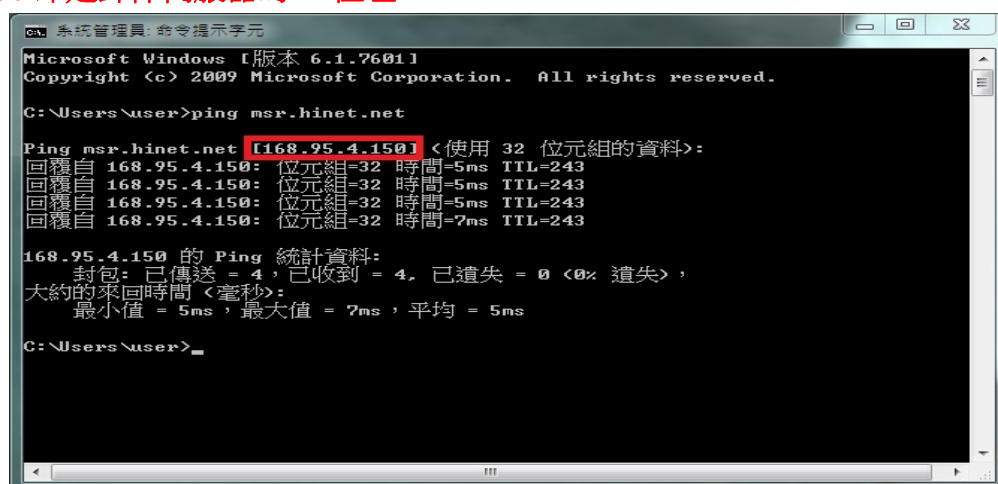 系統管理員: 命令提示字元
Microsoft Windows [版本 6.1.7601]
Copyright (c) 2009 Microsoft Corporation.  All rights reserved.
C:\Users\user>ping msr.hinet.net
Ping msr.hinet.net [168.95.4.150] (使用 32 位元組的資料):
回覆自 168.95.4.150: 位元組=32 時間=5ms TTL=243
回覆自 168.95.4.150: 位元組=32 時間=5ms TTL=243
回覆自 168.95.4.150: 位元組=32 時間=5ms TTL=243
回覆自 168.95.4.150: 位元組=32 時間=7ms TTL=243
168.95.4.150 的 Ping 統計資料:
封包: 已傳送 = 4，已收到 = 4, 已遺失 = 0 (0% 遺失)，
大約的來回時間 (毫秒):
最小值 = 5ms，最大值 = 7ms，平均 = 5ms
C:\Users\user>_